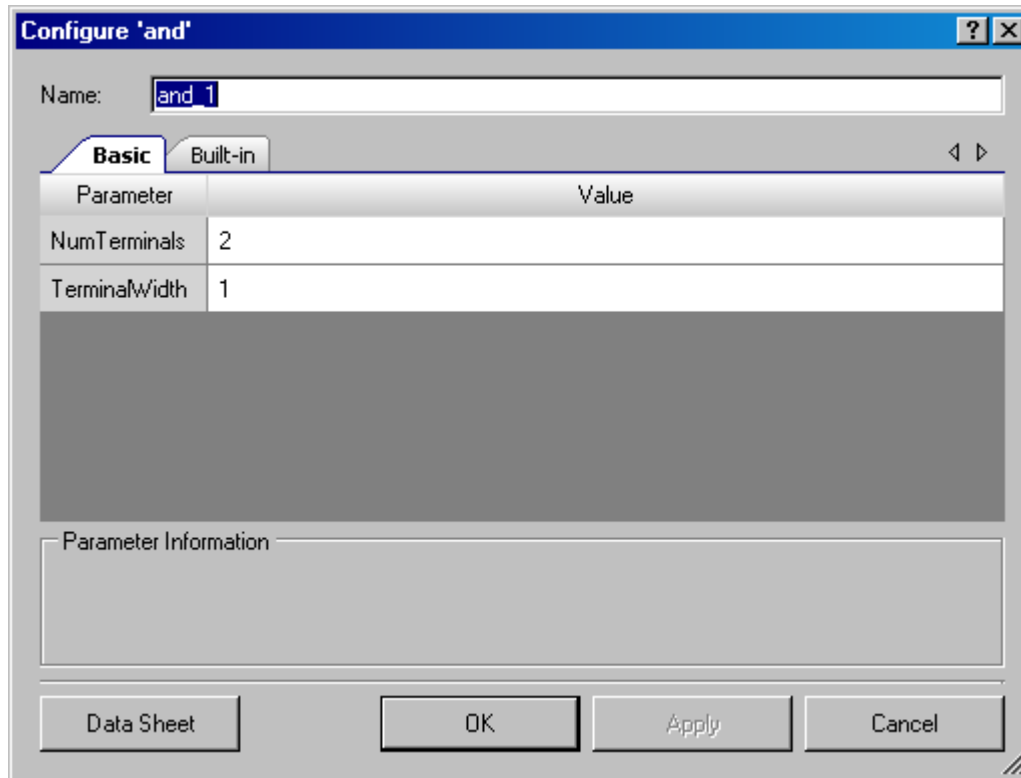 Configure 'and'
Name: and_1
Basic Built-in
Parameter Value
NumTerminals 2
TerminalWidth 1
Parameter Information
Data Sheet OK Apply Cancel